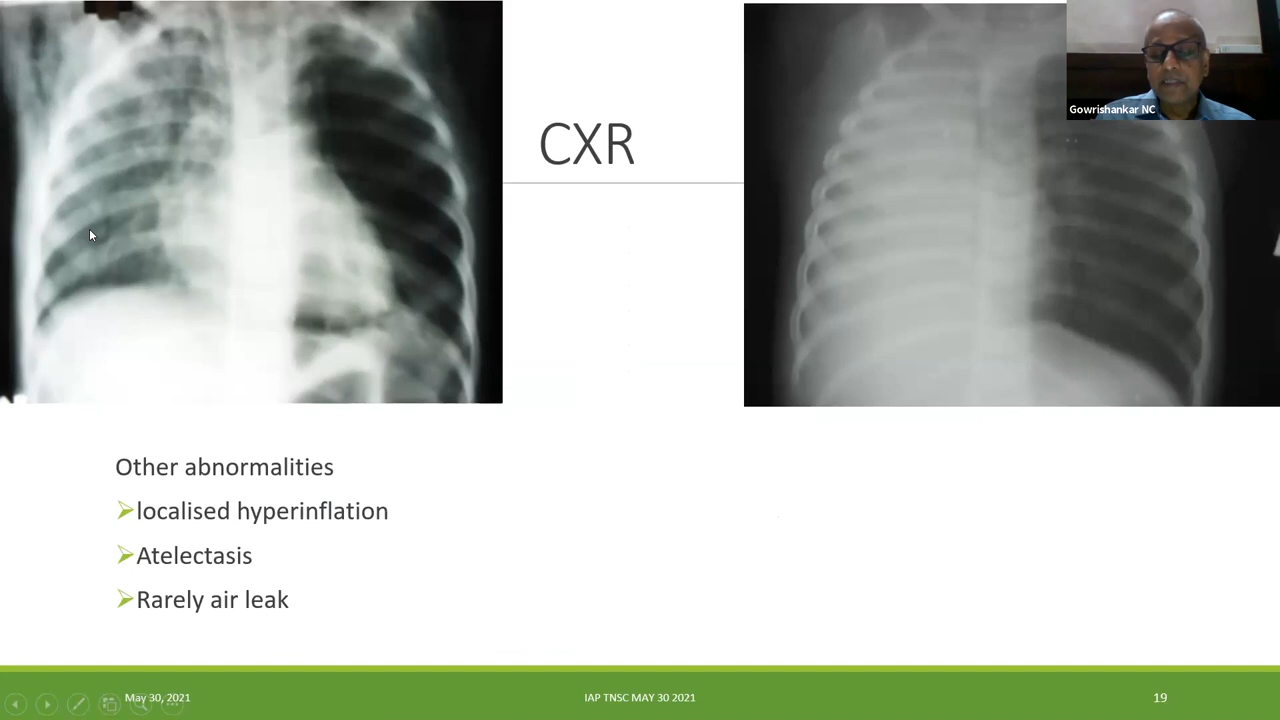 CXR
Gowrishankar NC
Other abnormalities
localised hyperinflation
Atelectasis
Rarely air leak
May 30, 2021
IAP TNSC MAY 30 2021
19